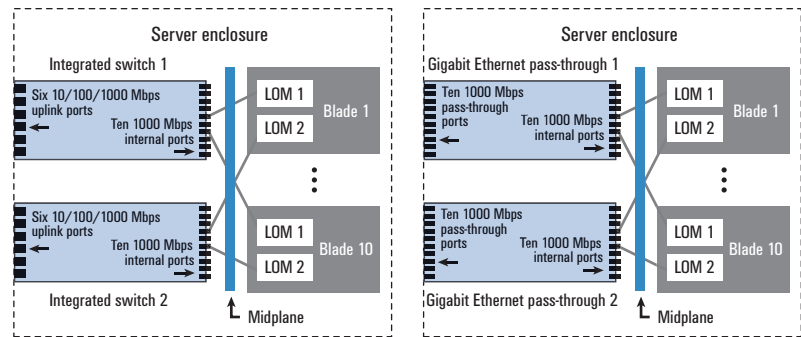 Server enclosure
Integrated switch 1
Six 10/100/1000 Mbps
uplink ports
Ten 1000 Mbps
internal ports
LOM 1
LOM 2
Blade 1
Six 10/100/1000 Mbps
uplink ports
Ten 1000 Mbps
internal ports
LOM 1
LOM 2
Blade 10
Integrated switch 2
Midplane
Server enclosure
Gigabit Ethernet pass-through 1
Ten 1000 Mbps
pass-through
ports
Ten 1000 Mbps
internal ports
LOM 1
LOM 2
Blade 1
Ten 1000 Mbps
pass-through
ports
Ten 1000 Mbps
internal ports
LOM 1
LOM 2
Blade 10
Gigabit Ethernet pass-through 2
Midplane